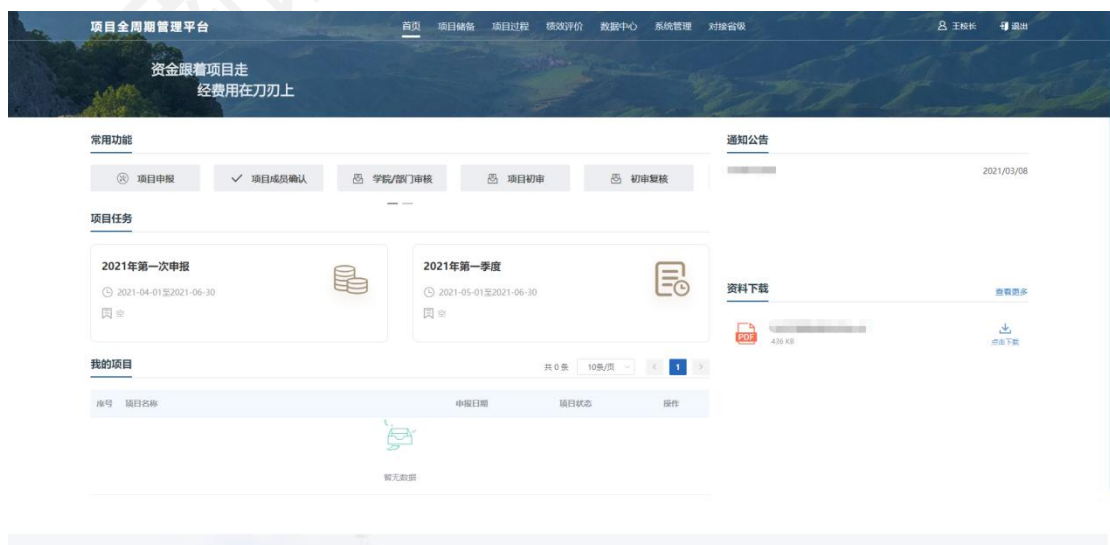 项目全周期管理平台
首页 项目储备 项目过程 绩效评价 数据中心 系统管理 对接省级
王校长 退出
资金跟着项目走
经费用在刀刃上
常用功能
项目申报 项目成员确认 学院/部门审核 项目初审 初审复核
项目任务
2021年第一次申报
2021-04-01至2021-06-30
空
2021年第一季度
2021-05-01至2021-06-30
空
我的项目
共 0 条 10条/页 < 1 >
序号 项目名称 申报日期 项目状态 操作
暂无数据
通知公告
2021/03/08
资料下载 查看更多
PDF
436 KB
点击下载